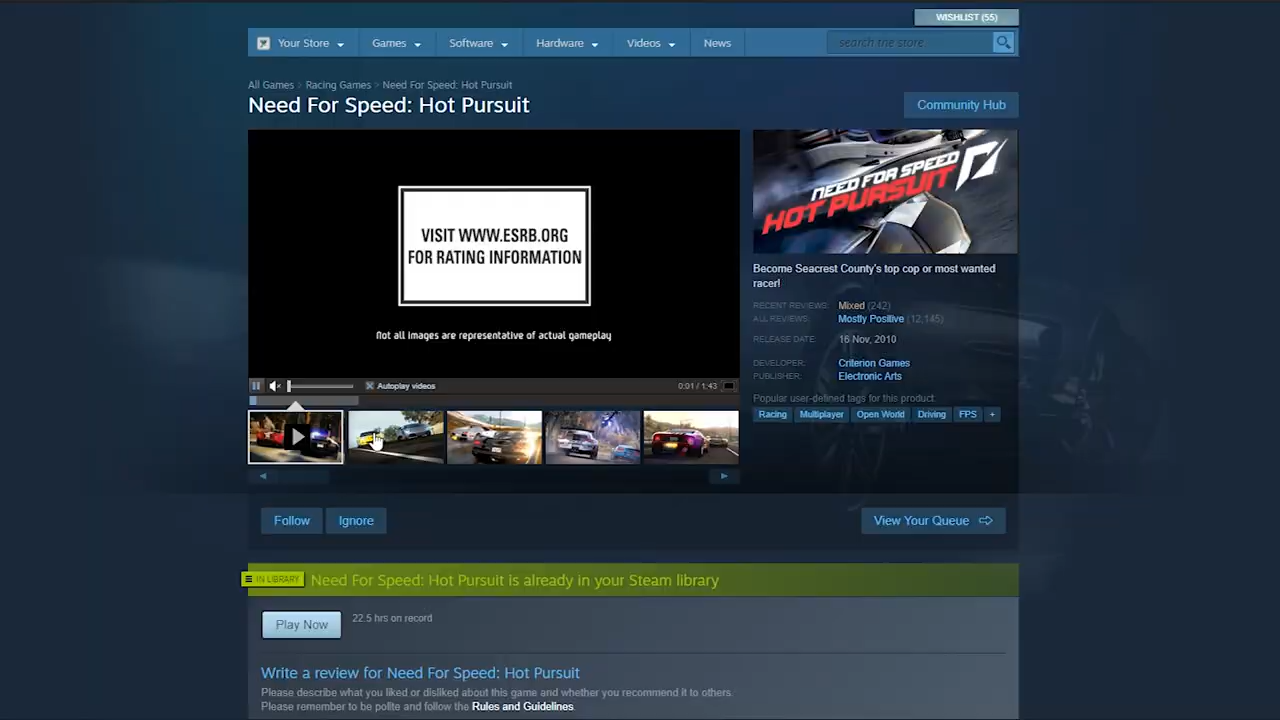 WISHLIST (55)
Your Store
Games
Software
Hardware
Videos
News
search the store
All Games > Racing Games > Need For Speed: Hot Pursuit
Need For Speed: Hot Pursuit
Community Hub
VISIT WWW.ESRB.ORG
FOR RATING INFORMATION
Not all images are representative of actual gameplay
Autoplay videos
0:01 / 1:43
NEED FOR SPEED
HOT PURSUIT
Become Seacrest County's top cop or most wanted
racer!
RECENT REVIEWS: Mixed (242)
ALL REVIEWS: Mostly Positive (12,145)
RELEASE DATE: 16 Nov, 2010
DEVELOPER: Criterion Games
PUBLISHER: Electronic Arts
Popular user-defined tags for this product:
Racing Multiplayer Open World Driving FPS +
Follow
Ignore
View Your Queue
IN LIBRARY
Need For Speed: Hot Pursuit is already in your Steam library
Play Now
22.5 hrs on record
Write a review for Need For Speed: Hot Pursuit
Please describe what you liked or disliked about this game and whether you recommend it to others.
Please remember to be polite and follow the Rules and Guidelines.